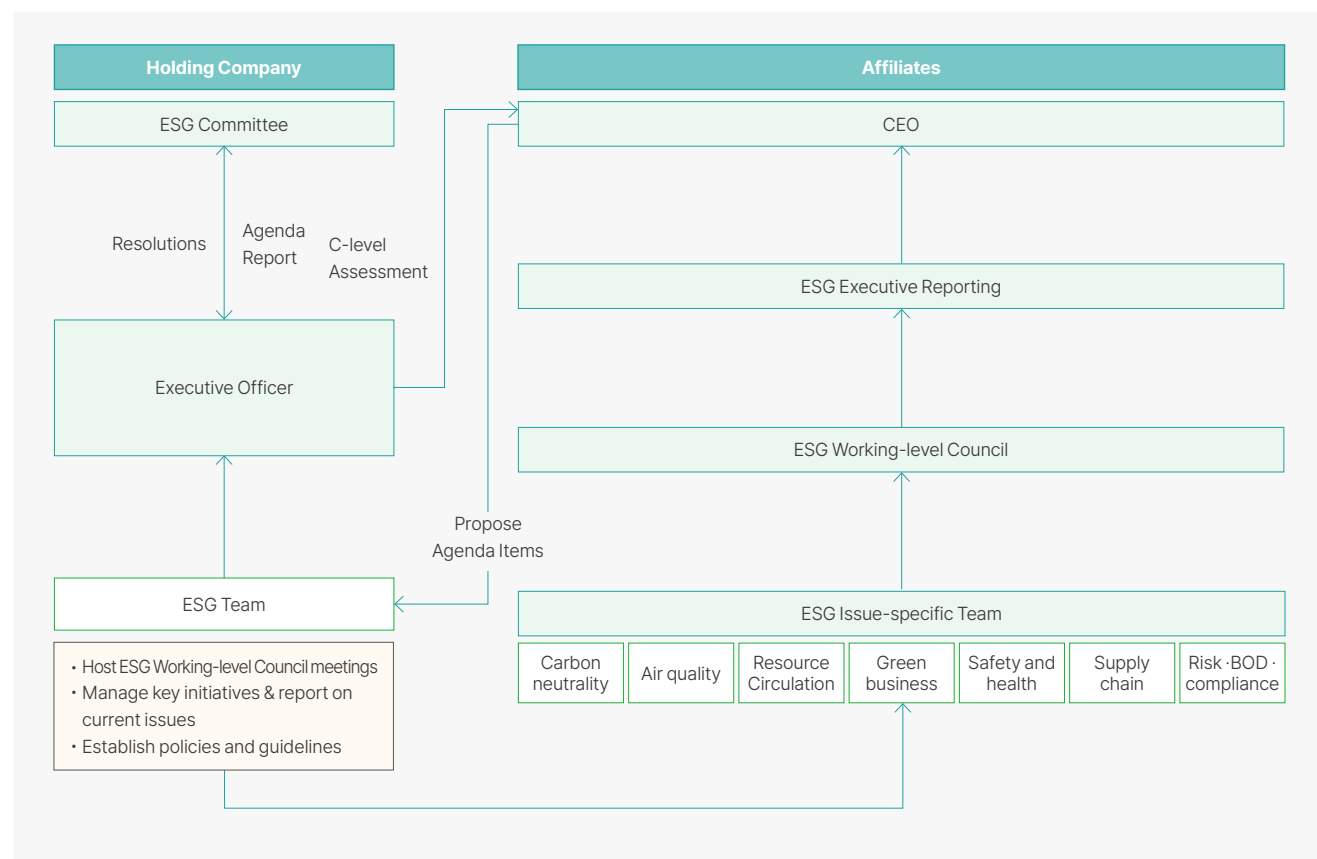 Holding Company
ESG Committee
Resolutions
Agenda
Report
C-level
Assessment
Executive Officer
Propose
Agenda Items
ESG Team
• Host ESG Working-level Council meetings
• Manage key initiatives & report on
current issues
• Establish policies and guidelines
Affiliates
CEO
ESG Executive Reporting
ESG Working-level Council
ESG Issue-specific Team
Carbon
neutrality
Air quality
Resource
Circulation
Green
business
Safety and
health
Supply
chain
Risk ·BOD ·
compliance